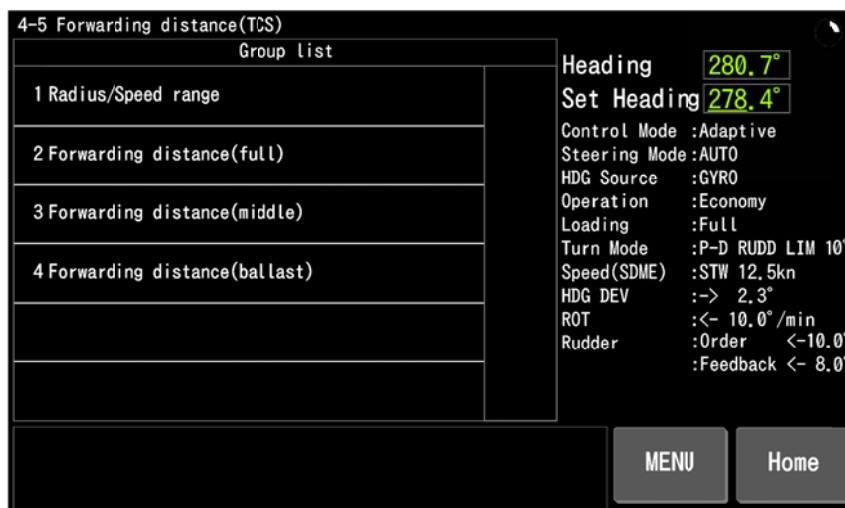 4-5 Forwarding distance(TCS)
Group list
1 Radius/Speed range
2 Forwarding distance(full)
3 Forwarding distance(middle)
4 Forwarding distance(ballast)
Heading 280.7°
Set Heading 278.4°
Control Mode :Adaptive
Steering Mode:AUTO
HDG Source :GYRO
Operation :Economy
Loading :Full
Turn Mode :P-D RUDD LIM 10°
Speed(SDME) :STW 12.5kn
HDG DEV :-> 2.3°
ROT :<- 10.0°/min
Rudder :Order <-10.0°
:Feedback <- 8.0°
MENU
Home